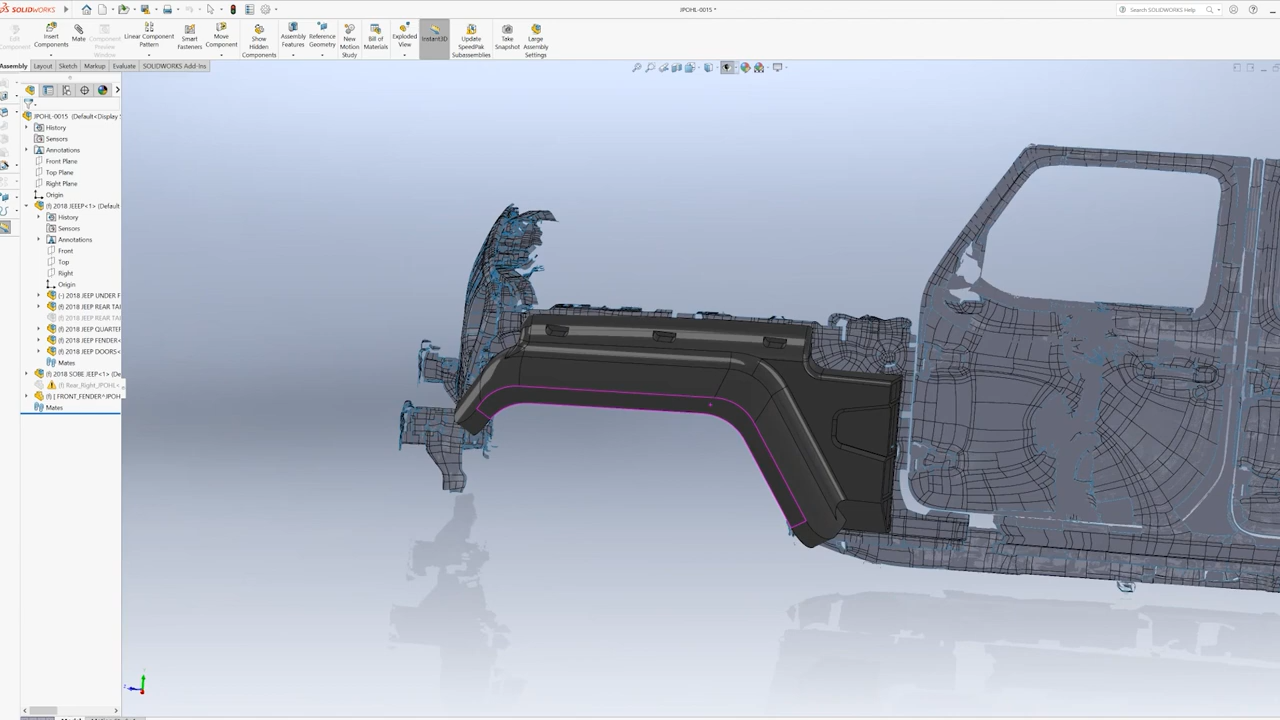 SOLIDWORKS
JPOHL-0015 *
Search SOLIDWORKS Help
Edit Component
Insert Components
Mate
Component Preview Window
Linear Component Pattern
Smart Fasteners
Move Component
Show Hidden Components
Assembly Features
Reference Geometry
New Motion Study
Bill of Materials
Exploded View
Instant3D
Update SpeedPak Subassemblies
Take Snapshot
Large Assembly Settings
Assembly
Layout
Sketch
Markup
Evaluate
SOLIDWORKS Add-Ins
JPOHL-0015 (Default<Display
History
Sensors
Annotations
Front Plane
Top Plane
Right Plane
Origin
(f) 2018 JEEEP<1> (Default
History
Sensors
Annotations
Front
Top
Right
Origin
(-) 2018 JEEP UNDER F
(f) 2018 JEEP REAR TAI
(f) 2018 JEEP REAR TAI
(f) 2018 JEEP QUARTE
(f) 2018 JEEP FENDER<
(f) 2018 JEEP DOORS<
Mates
(f) 2018 SOBE JEEP<1> (De
(f) Rear_Right_JPOHL<
(f) [ FRONT_FENDER^JPOH
Mates